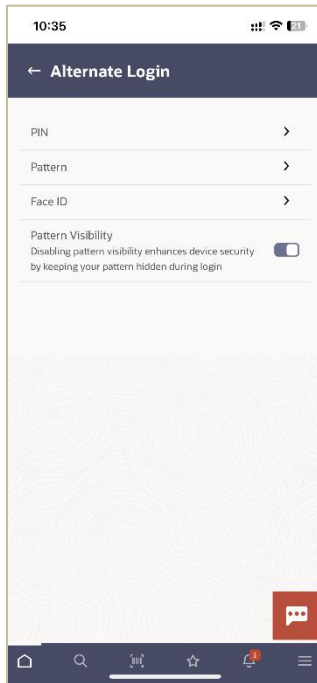 10:35
21
← Alternate Login
PIN
Pattern
Face ID
Pattern Visibility
Disabling pattern visibility enhances device security
by keeping your pattern hidden during login